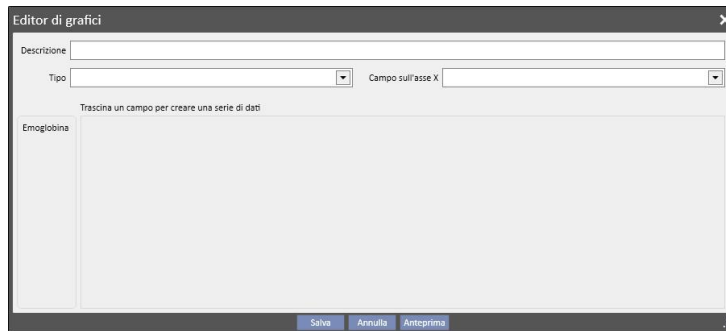 Editor di grafici
Descrizione
Tipo Campo sull'asse X
Trascina un campo per creare una serie di dati
Emoglobina
Salva Annulla Anteprima